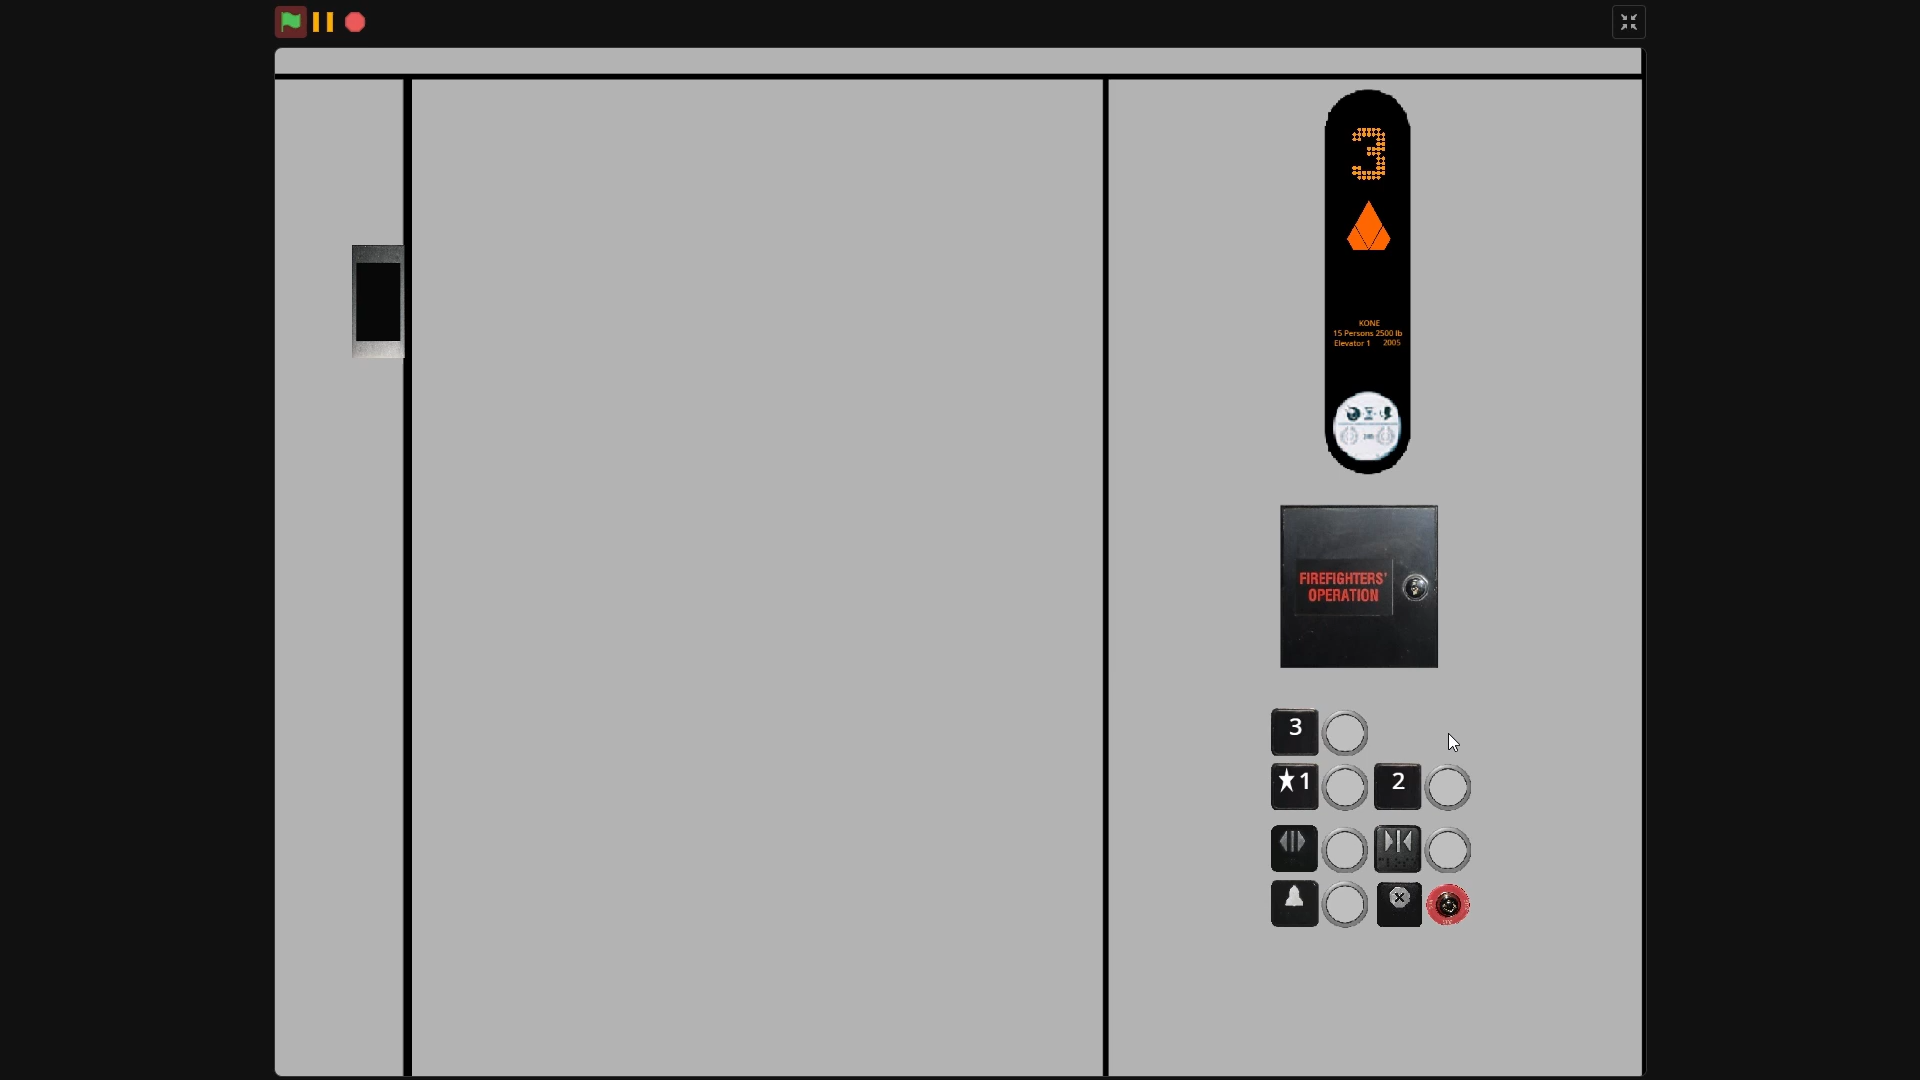 3
KONE
15 Persons 2500 lb
Elevator 1 2005
FIREFIGHTERS'
OPERATION
3
★1 2